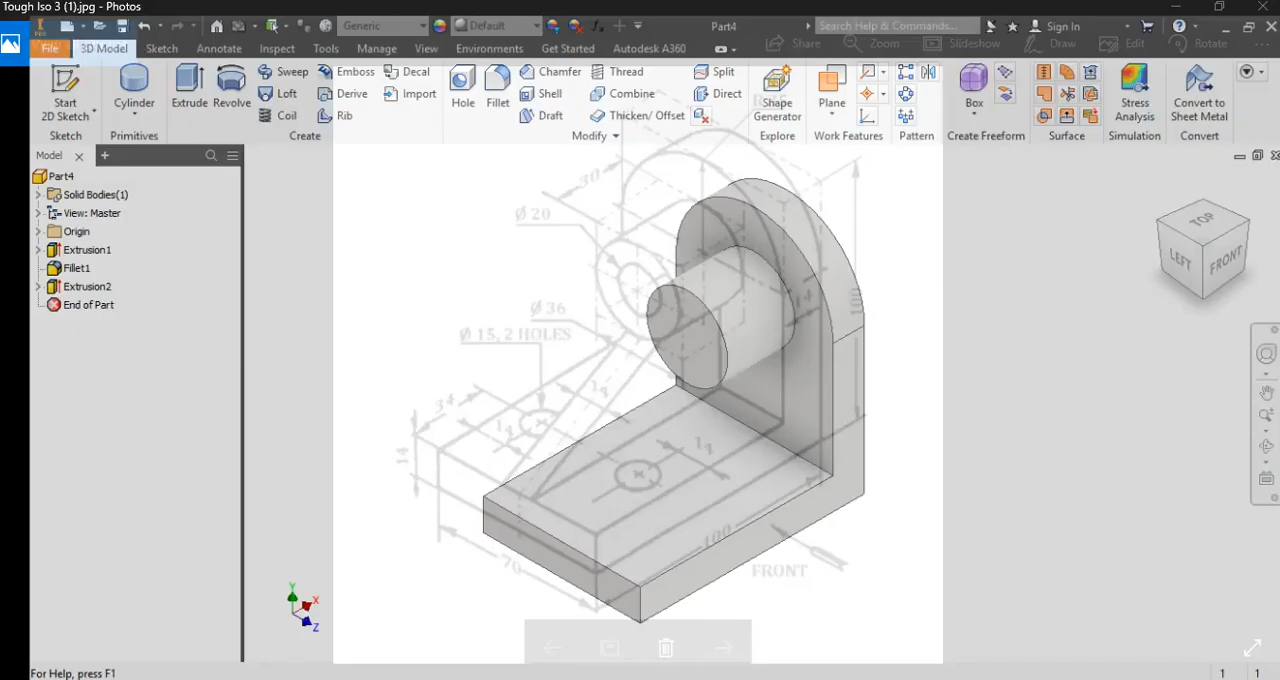 Tough Iso 3 (1).jpg - Photos
PRO Generic Default Part4 Search Help & Commands... Sign In
Share Zoom Slideshow Draw Edit Rotate
File 3D Model Sketch Annotate Inspect Tools Manage View Environments Get Started Autodesk A360
Start 2D Sketch
Cylinder
Extrude
Revolve
Sweep
Loft
Coil
Emboss
Derive
Rib
Decal
Import
Hole
Fillet
Chamfer
Shell
Draft
Thread
Combine
Thicken/ Offset
Split
Direct
Shape Generator
Plane
Box
Stress Analysis
Convert to Sheet Metal
Sketch Primitives Create Modify Explore Work Features Pattern Create Freeform Surface Simulation Convert
Model
Part4
Solid Bodies(1)
View: Master
Origin
Extrusion1
Fillet1
Extrusion2
End of Part
30
Ø 20
Ø 36
Ø 15, 2 HOLES
14
34
14
14
14
14
70
100
FRONT
TOP
LEFT
FRONT
Y
X
Z
For Help, press F1
1 1